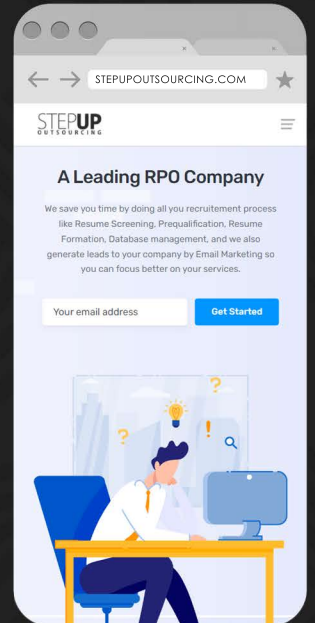 STEPUPOUTSOURCING.COM
STEPUP
OUTSOURCING
A Leading RPO Company
We save you time by doing all you recruitement process
like Resume Screening, Prequalification, Resume
Formation, Database management, and we also
generate leads to your company by Email Marketing so
you can focus better on your services.
Your email address
Get Started
?
?
!